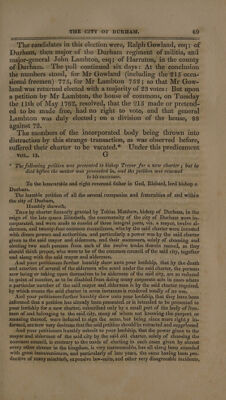 THE CITY OF DURHAM. 49
The candidates in this election were, Ralph Gowland, esq; of
Durham, then major of the Durham regiment of militia, and
major-general John Lambton, esq; of Harraton, in the county
of Durham. The poll continued six days: At the conclusion
the numbers stood, for Mr Gowland (including the 215 occa-
sional freemen) 775, for Mr Lambton 752; so that Mr Gow-
land was returned elected with a majority of 23 votes: But upon
a petition by Mr Lambton, the house of commons, on Tuesday
the 11th of May 1762, resolved, that the 215 made or pretend-
ed to be made free, had no right to vote, and that general
Lambton was duly elected; on a division of the house, 88
against 72.
The members of the incorporated body being thrown into
distractions by this strange transaction, as was observed before,
suffered their charter to be vacated.* Under this predicament
VOL. II. G
* The following petition was presented to bishop Trevor for a new charter; but he
died before the matter was proceeded in, and the petition was renewed
to his successor.
To the honourable and right reverend father in God, Richard, lord bishop of
Durham.
The humble petition of all the several companies and fraternities of and within
the city of Durham,
Humbly sheweth,
That by charter formerly granted by Tobias Matthew, bishop of Durham, in the
reign of the late queen Elizabeth, the community of the city of Durham were in-
corporated, and were made to consist of three integral parts, viz. a mayor, twelve al-
dermen, and twenty-four common councilmen, who by the said charter were invested
with divers powers and authorities, and particularly a power was by the said charter
given to the said mayor and aldermen, and their successors, solely of choosing and
electing two such persons from each of the twelve trades therein named, as they
should think proper, who were to be of the common council of the said city, together
and along with the said mayor and aldermen.
And your petitioners further humbly shew unto your lordship, that by the death
and amotion of several of the aldermen who acted under the said charter, the persons
now being or taking upon themselves to be aldermen of the said city, are so reduced
in number, that they are disabled from doing many corporate acts for which
a particular number of the said mayor and aldermen is by the said charter required,
by which means the said charter in some instances is rendered totally of no use.
And your petitioners further humbly shew unto your lordship, that they have been
informed that a petition has already been presented, or is intended to be presented to
your lordship for a new charter, signed only by a small part of the body of free-
men of and belonging to the said city, many of whom not knowing the purport or
meaning thereof, were induced to sign the same, but being since more rightly in-
formed, are now very desirous that the said petition should be retracted and suppressed.
And your petitioners humbly submit to your lordship, that the power given to the
mayor and aldermen of the said city by the said old charter, solely of choosing the
common council, is contrary to the mode of electing to such states given by almost
every other charter in the kingdom, is very unreasonable, has all along been attended
with great inconveniences, and particularly of late years, the same having been pro-
ductive of many mischiefs, expensive law-suits, and other very disagreeable incidents.